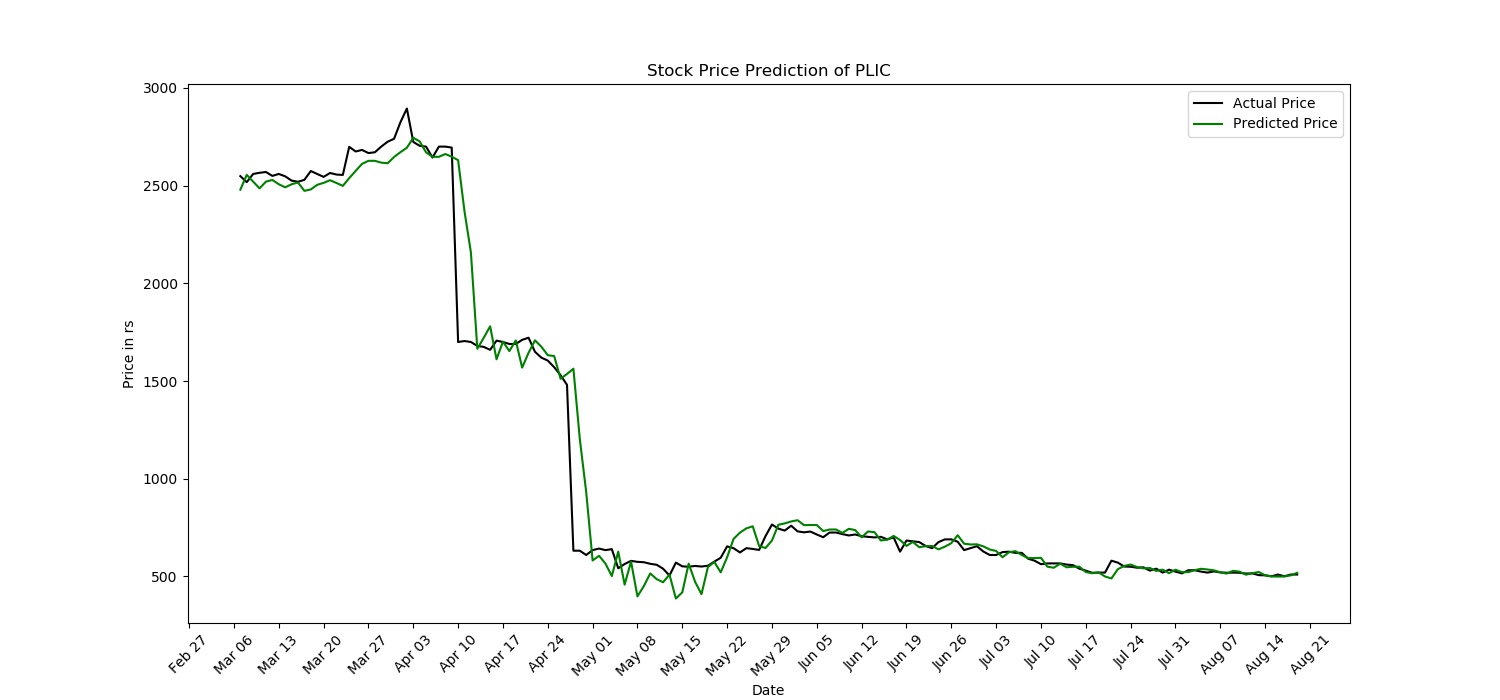 Stock Price Prediction of PLIC
Actual Price
Predicted Price
Price in rs
3000
2500
2000
1500
1000
500
Feb 27
Mar 06
Mar 13
Mar 20
Mar 27
Apr 03
Apr 10
Apr 17
Apr 24
May 01
May 08
May 15
May 22
May 29
Jun 05
Jun 12
Jun 19
Jun 26
Jul 03
Jul 10
Jul 17
Jul 24
Jul 31
Aug 07
Aug 14
Aug 21
Date